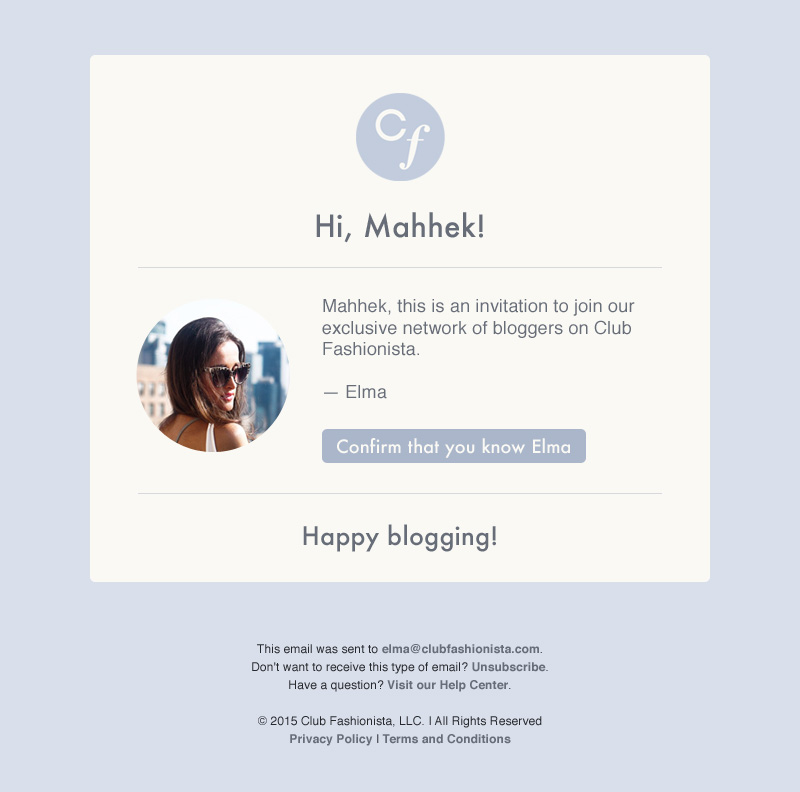 Cf
Hi, Mahhek!
Mahhek, this is an invitation to join our
exclusive network of bloggers on Club
Fashionista.
— Elma
Confirm that you know Elma
Happy blogging!
This email was sent to elma@clubfashionista.com.
Don't want to receive this type of email? Unsubscribe.
Have a question? Visit our Help Center.
© 2015 Club Fashionista, LLC. | All Rights Reserved
Privacy Policy | Terms and Conditions